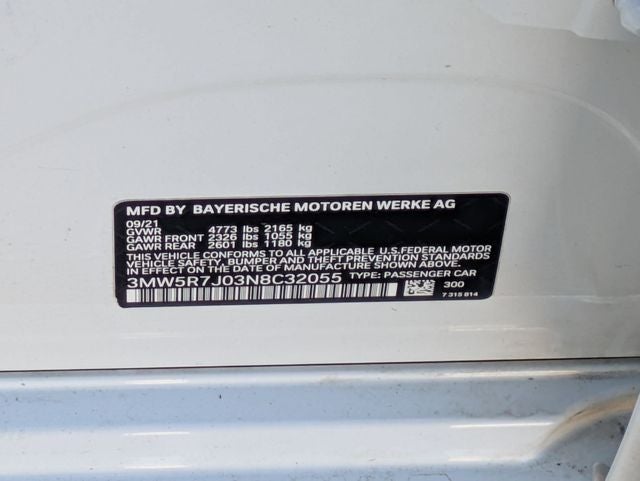 MFD BY BAYERISCHE MOTOREN WERKE AG
09/21
GVWR 4773 lbs 2165 kg
GAWR FRONT 2326 lbs 1055 kg
GAWR REAR 2601 lbs 1180 kg
THIS VEHICLE CONFORMS TO ALL APPLICABLE U.S.FEDERAL MOTOR
VEHICLE SAFETY, BUMPER AND THEFT PREVENTION STANDARDS IN
EFFECT ON THE DATE OF MANUFACTURE SHOWN ABOVE.
3MW5R7J03N8C32055 TYPE: PASSENGER CAR
300
7 315 814